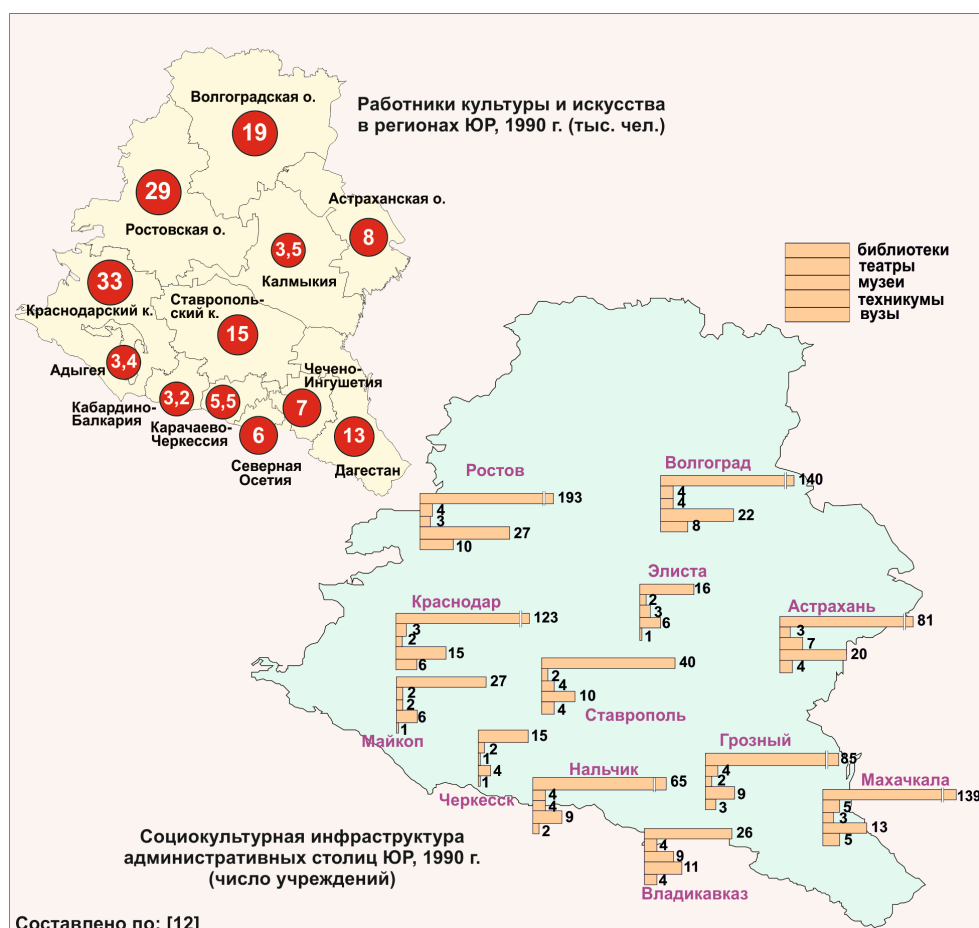 Работники культуры и искусства
в регионах ЮР, 1990 г. (тыс. чел.)
Волгоградская о.
19
29
Ростовская о.
Астраханская о.
8
3,5
Калмыкия
33
Краснодарский к.
Ставрополь-
ский к.
15
Адыгея
3,4
Чечено-
Ингушетия
7
Кабардино-
Балкария
3,2
5,5
Карачаево-
Черкессия
6
Северная
Осетия
13
Дагестан
библиотеки
театры
музеи
техникумы
вузы
Ростов
193
4
3
27
10
Волгоград
140
4
4
22
8
Элиста
16
2
3
6
1
Краснодар
123
3
2
15
6
Астрахань
81
3
7
20
4
27
2
2
6
1
Майкоп
40
2
4
10
4
Ставрополь
15
2
1
4
1
Черкесск
Нальчик
65
4
4
9
2
Грозный
85
4
2
9
3
Махачкала
139
5
3
13
5
26
4
9
11
4
Владикавказ
Социокультурная инфраструктура
административных столиц ЮР, 1990 г.
(число учреждений)
Составлено по: [12]